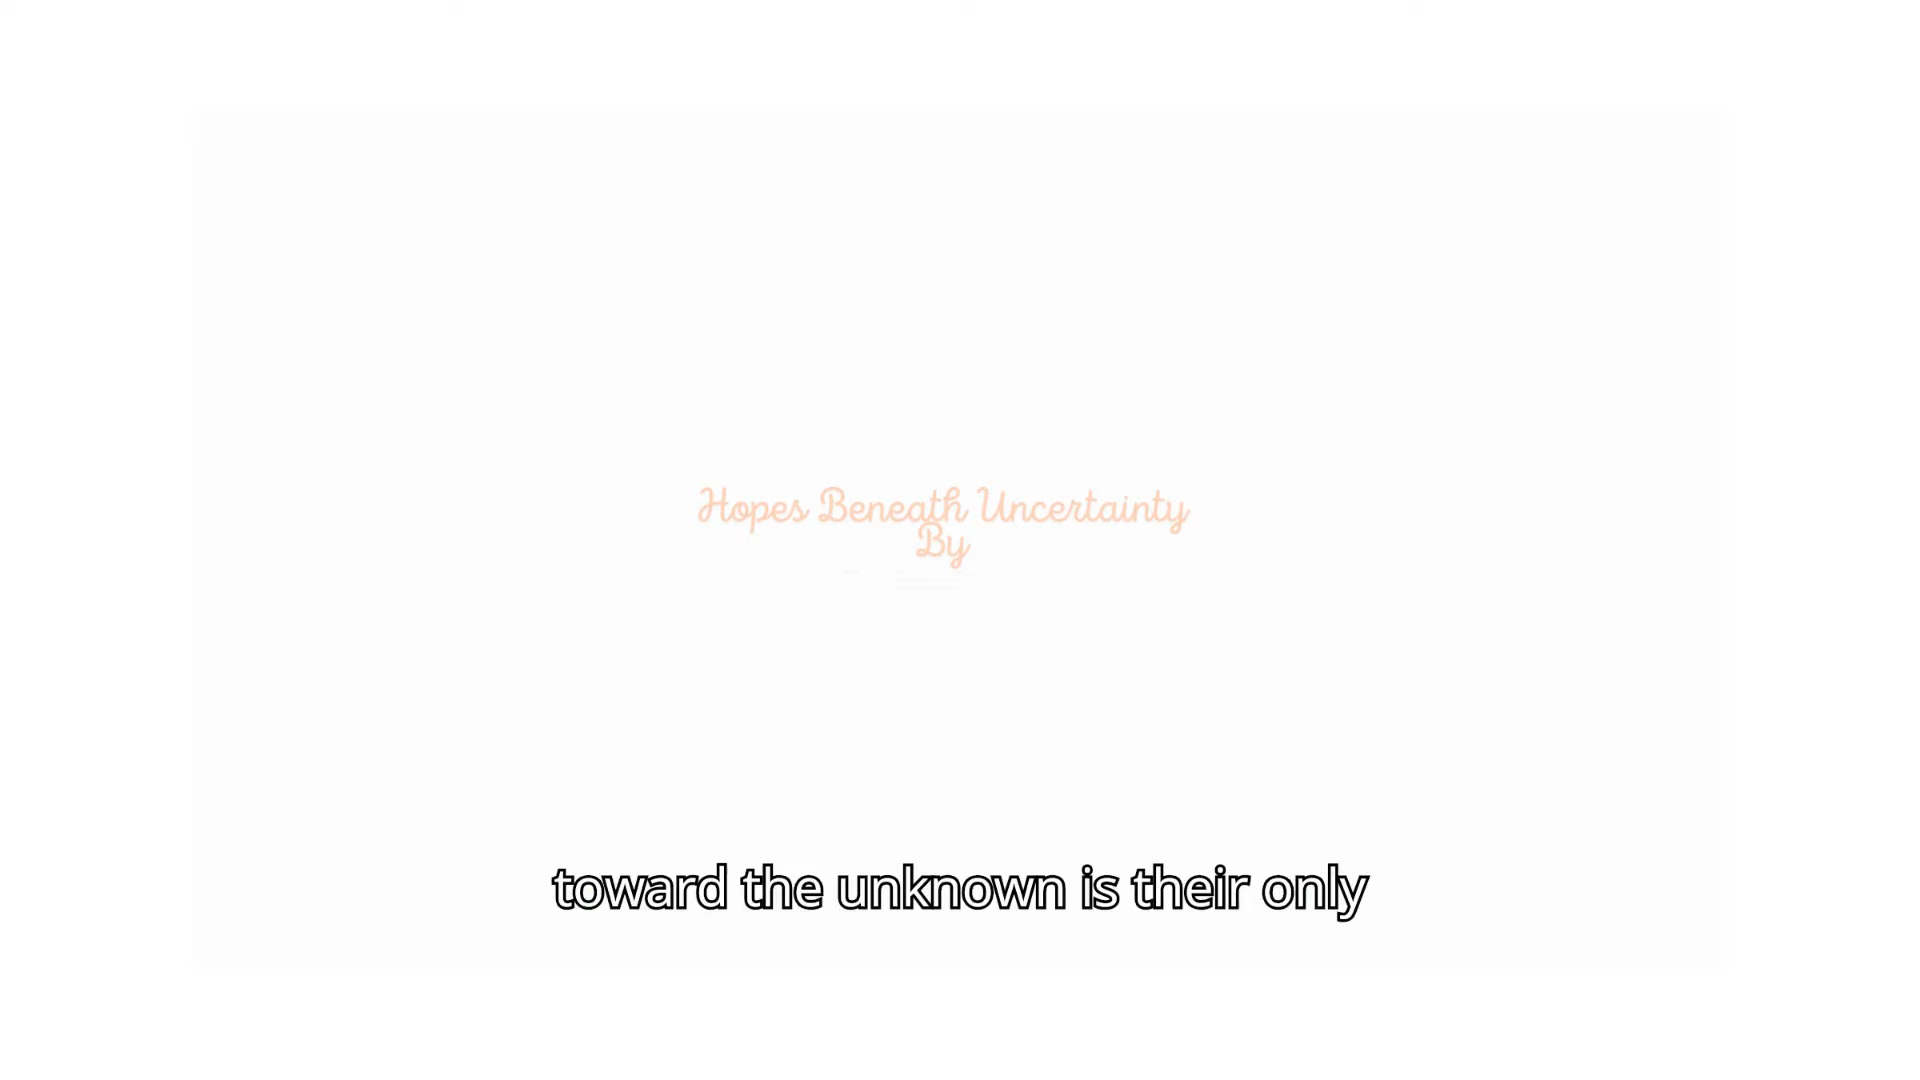 Hopes Beneath Uncertainty
By
toward the unknown is their only